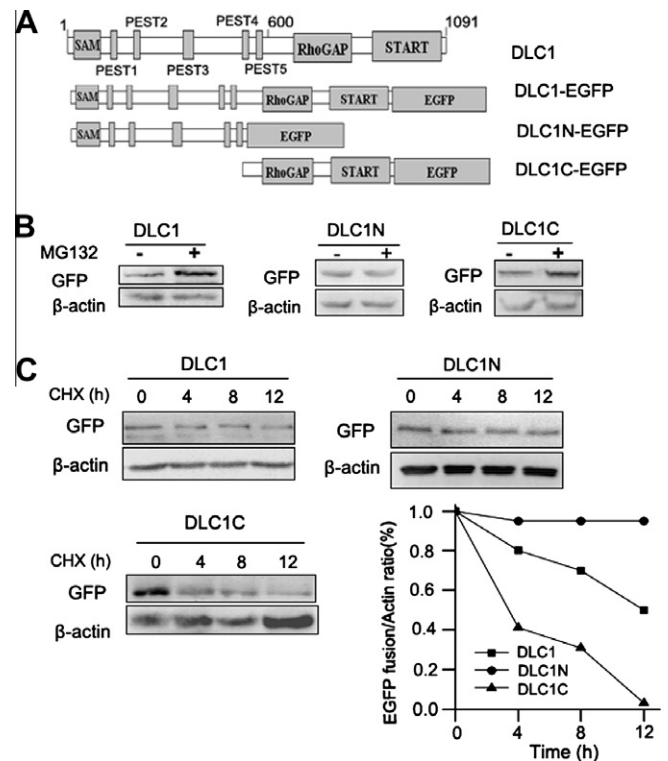 A
1 PEST2 PEST4 600 1091
SAM RhoGAP START DLC1
PEST1 PEST3 PEST5
SAM RhoGAP START EGFP DLC1-EGFP
SAM EGFP DLC1N-EGFP
RhoGAP START EGFP DLC1C-EGFP
B
DLC1 DLC1N DLC1C
MG132 - + - + - +
GFP GFP GFP
β-actin β-actin β-actin
C
DLC1
CHX (h) 0 4 8 12
GFP
β-actin
DLC1N
0 4 8 12
GFP
β-actin
DLC1C
CHX (h) 0 4 8 12
GFP
β-actin
EGFP fusion/Actin ratio(%)
1.0
0.8
0.6
0.4
0.2
0.0
DLC1
DLC1N
DLC1C
0 4 8 12
Time (h)